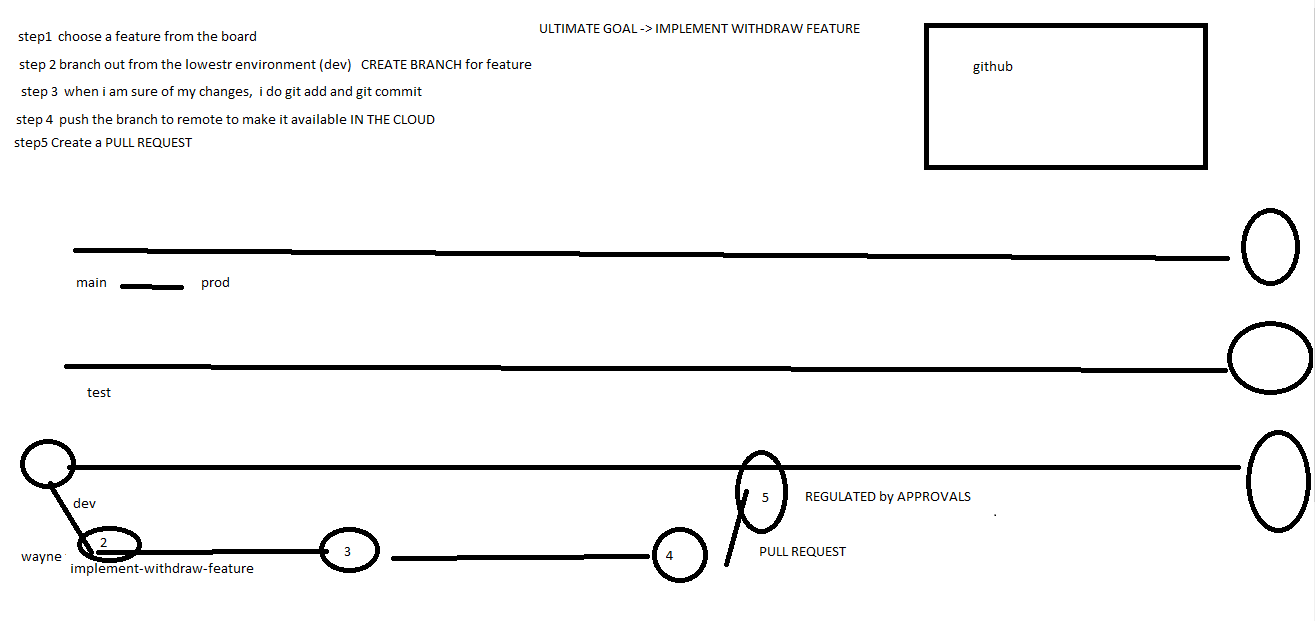 step1 choose a feature from the board
ULTIMATE GOAL -> IMPLEMENT WITHDRAW FEATURE
step 2 branch out from the lowestr environment (dev) CREATE BRANCH for feature
step 3 when i am sure of my changes, i do git add and git commit
step 4 push the branch to remote to make it available IN THE CLOUD
step5 Create a PULL REQUEST
github
main prod
test
dev
2
3
4
5 REGULATED by APPROVALS
PULL REQUEST
wayne
implement-withdraw-feature